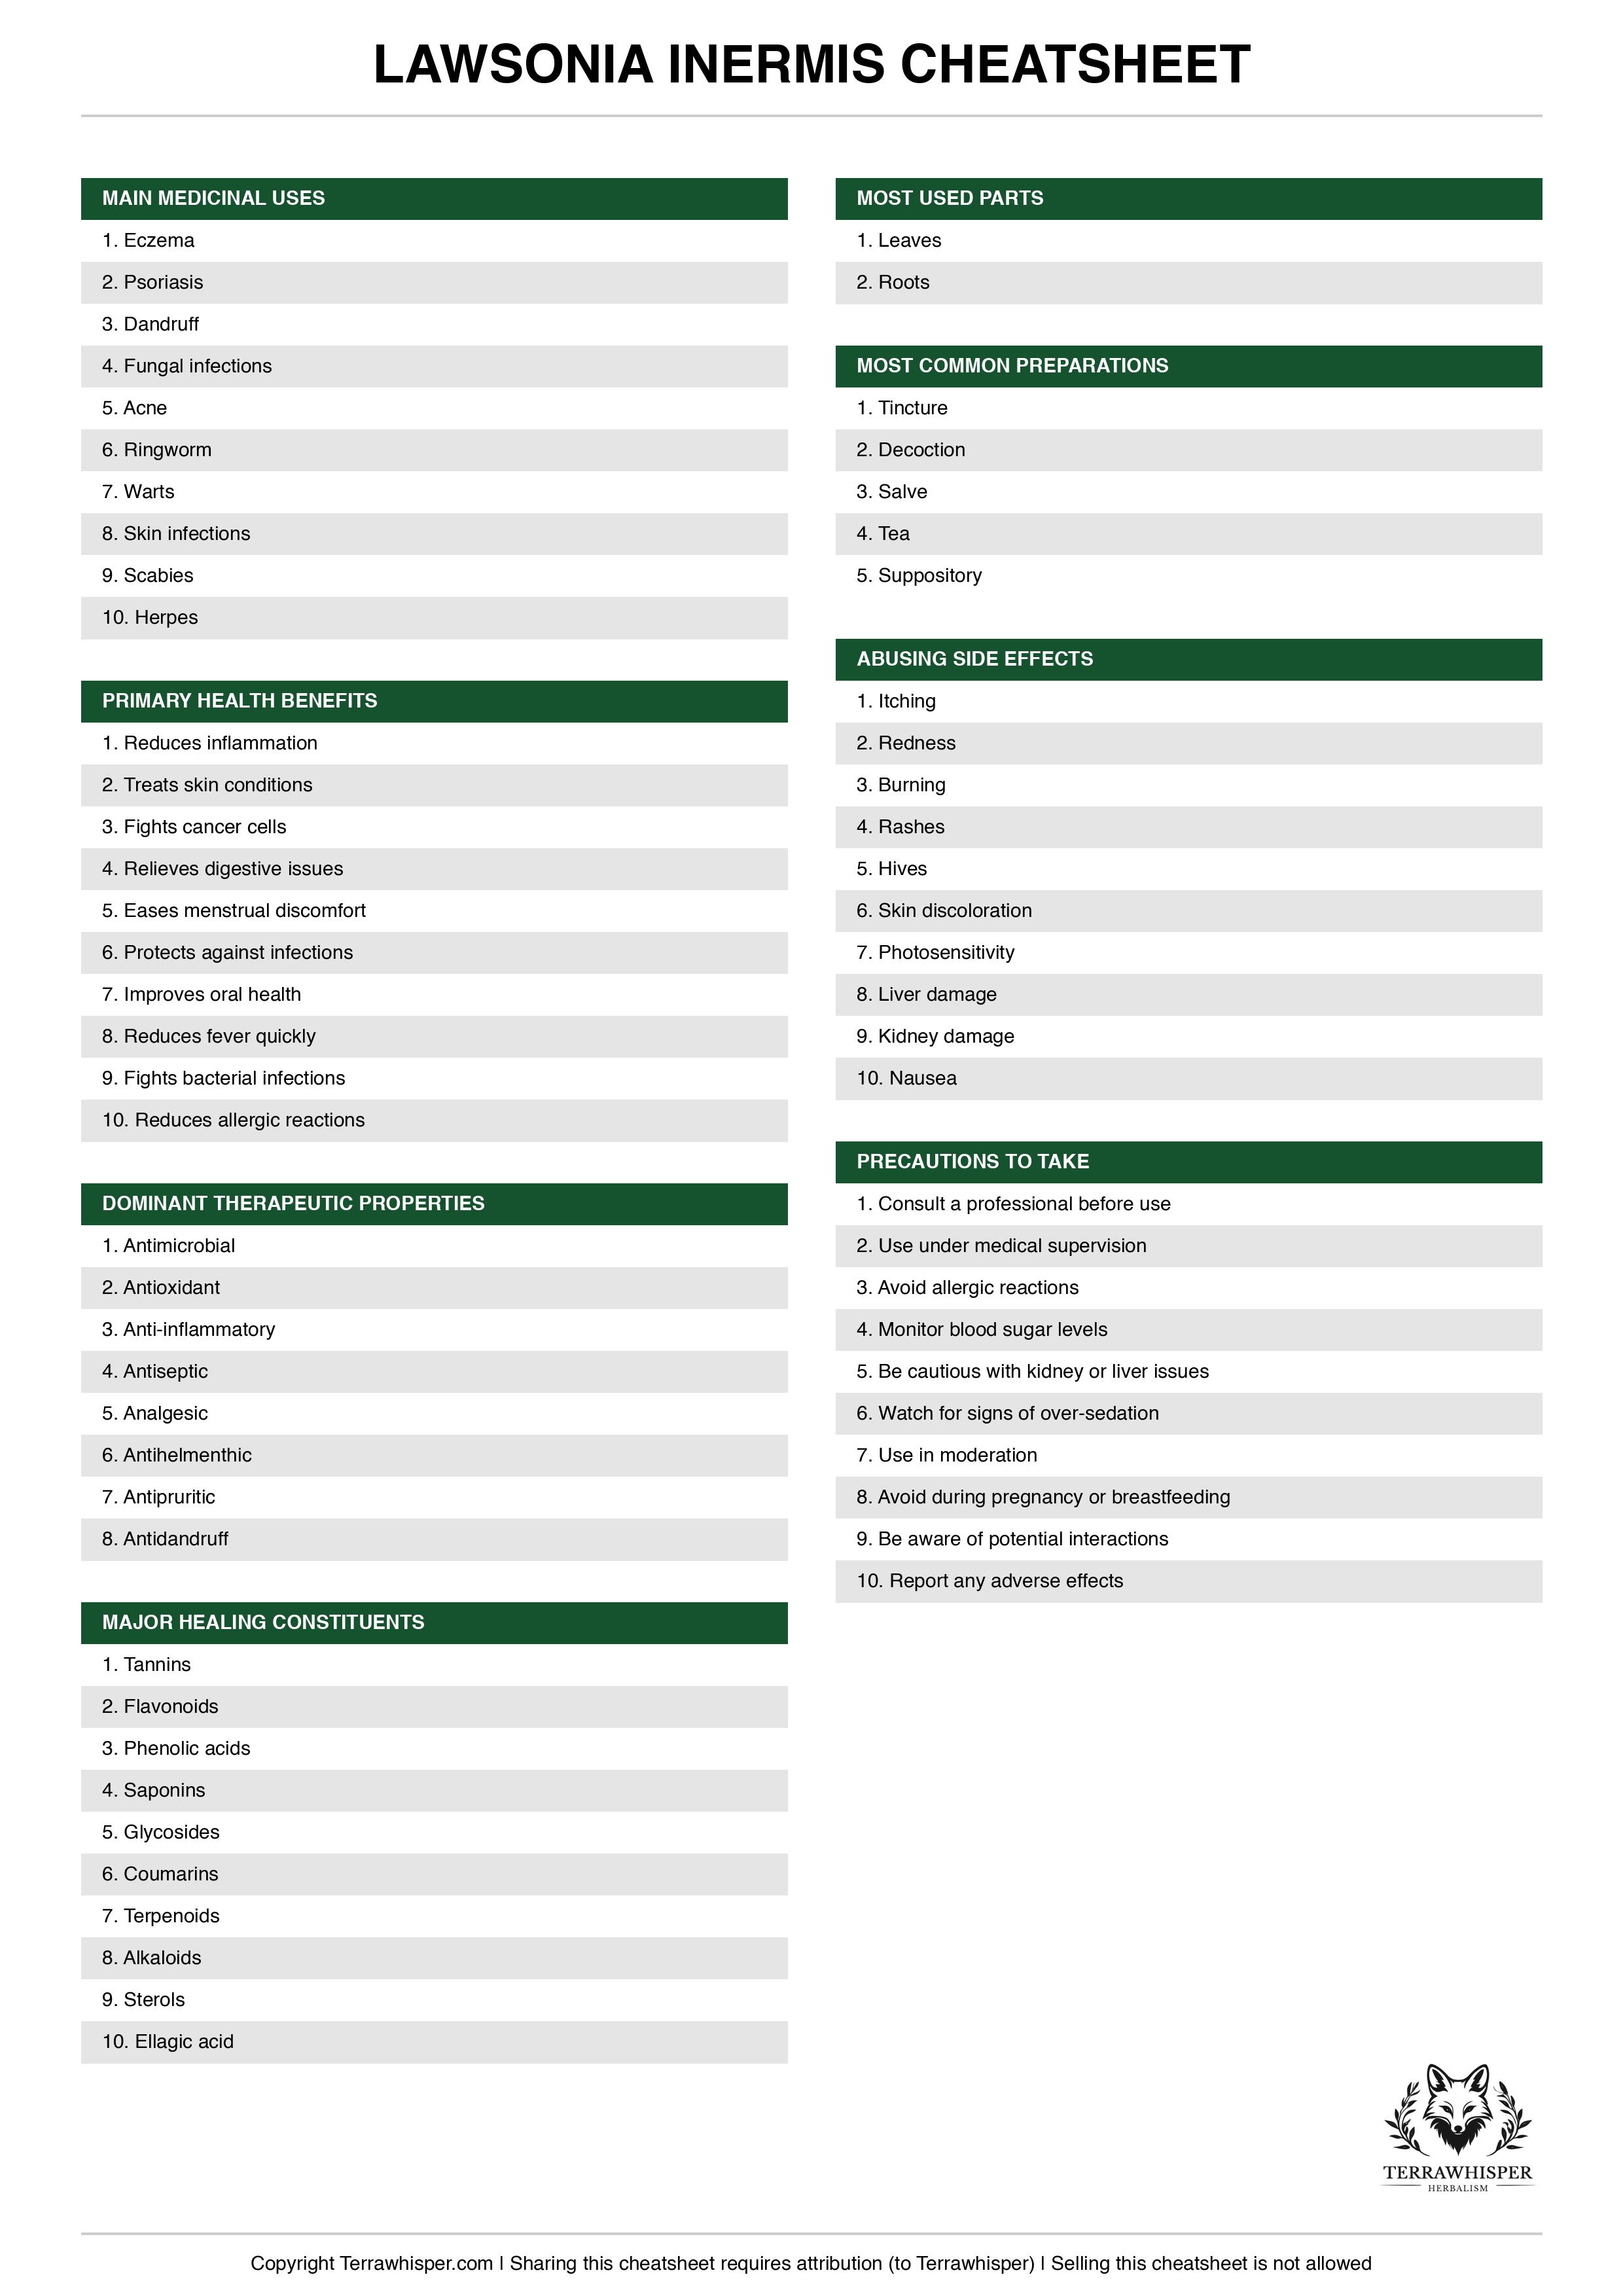 LAWSONIA INERMIS CHEATSHEET
MAIN MEDICINAL USES
1. Eczema
2. Psoriasis
3. Dandruff
4. Fungal infections
5. Acne
6. Ringworm
7. Warts
8. Skin infections
9. Scabies
10. Herpes
PRIMARY HEALTH BENEFITS
1. Reduces inflammation
2. Treats skin conditions
3. Fights cancer cells
4. Relieves digestive issues
5. Eases menstrual discomfort
6. Protects against infections
7. Improves oral health
8. Reduces fever quickly
9. Fights bacterial infections
10. Reduces allergic reactions
DOMINANT THERAPEUTIC PROPERTIES
1. Antimicrobial
2. Antioxidant
3. Anti-inflammatory
4. Antiseptic
5. Analgesic
6. Antihelmenthic
7. Antipruritic
8. Antidandruff
MAJOR HEALING CONSTITUENTS
1. Tannins
2. Flavonoids
3. Phenolic acids
4. Saponins
5. Glycosides
6. Coumarins
7. Terpenoids
8. Alkaloids
9. Sterols
10. Ellagic acid
MOST USED PARTS
1. Leaves
2. Roots
MOST COMMON PREPARATIONS
1. Tincture
2. Decoction
3. Salve
4. Tea
5. Suppository
ABUSING SIDE EFFECTS
1. Itching
2. Redness
3. Burning
4. Rashes
5. Hives
6. Skin discoloration
7. Photosensitivity
8. Liver damage
9. Kidney damage
10. Nausea
PRECAUTIONS TO TAKE
1. Consult a professional before use
2. Use under medical supervision
3. Avoid allergic reactions
4. Monitor blood sugar levels
5. Be cautious with kidney or liver issues
6. Watch for signs of over-sedation
7. Use in moderation
8. Avoid during pregnancy or breastfeeding
9. Be aware of potential interactions
10. Report any adverse effects
TERRAWHISPER
HERBALISM
Copyright Terrawhisper.com | Sharing this cheatsheet requires attribution (to Terrawhisper) | Selling this cheatsheet is not allowed